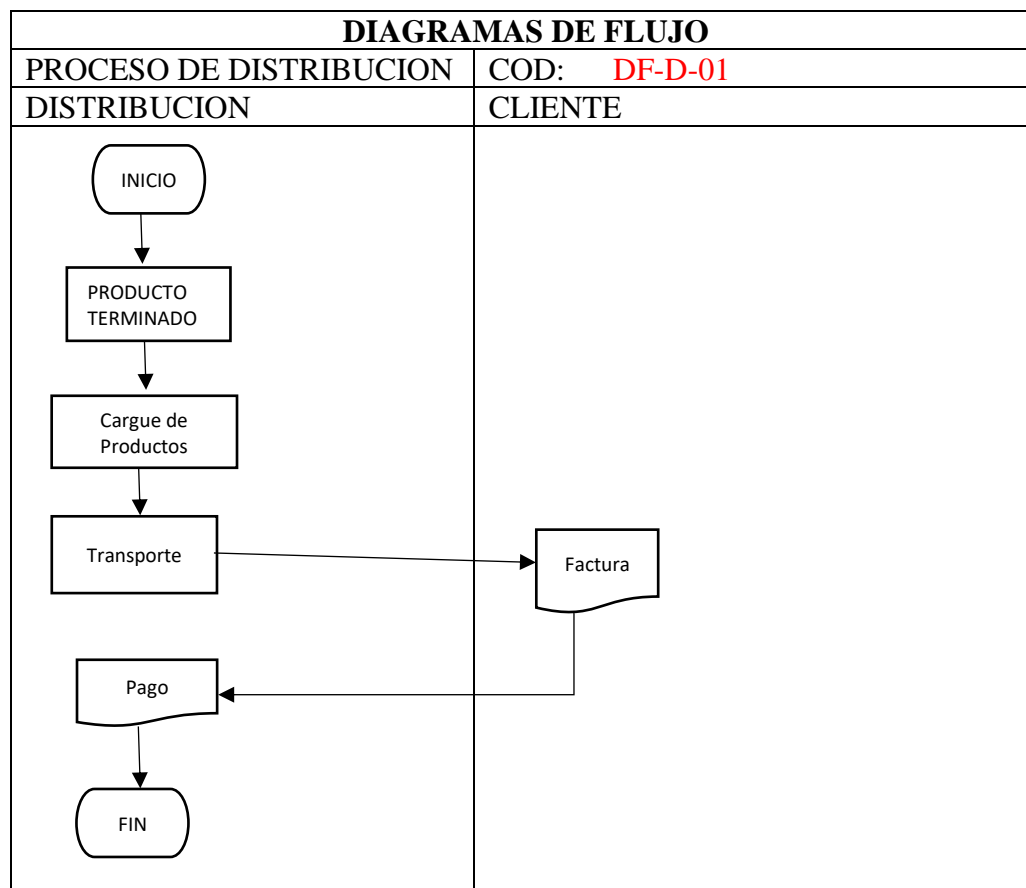 DIAGRAMAS DE FLUJO
PROCESO DE DISTRIBUCION
COD: DF-D-01
DISTRIBUCION
CLIENTE
INICIO
PRODUCTO
TERMINADO
Cargue de
Productos
Transporte
Factura
Pago
FIN